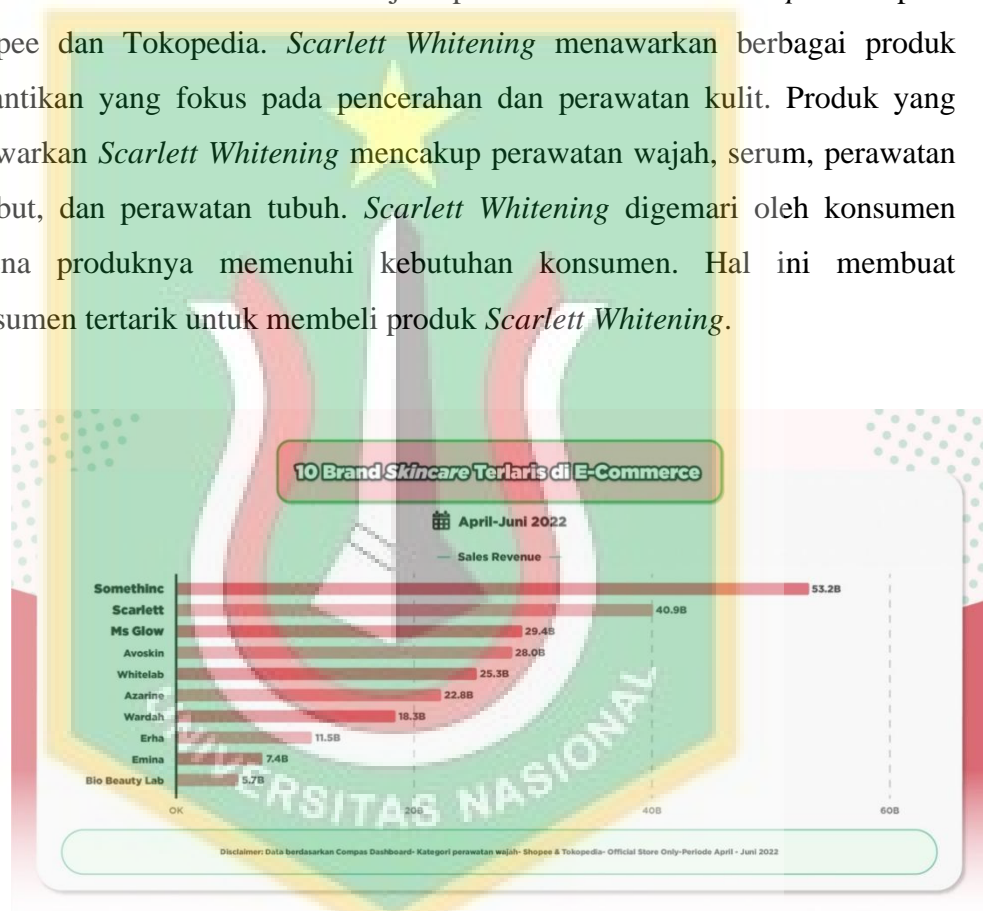 pee dan Tokopedia. Scarlett Whitening menawarkan berbagai produk
antikan yang fokus pada pencerahan dan perawatan kulit. Produk yang
warkan Scarlett Whitening mencakup perawatan wajah, serum, perawatan
but, dan perawatan tubuh. Scarlett Whitening digemari oleh konsumen
na produknya memenuhi kebutuhan konsumen. Hal ini membuat
sumen tertarik untuk membeli produk Scarlett Whitening.
10 Brand Skincare Terlaris di E-Commerce
April-Juni 2022
Sales Revenue
Somethinc 53.2B
Scarlett 40.9B
Ms Glow 29.4B
Avoskin 28.0B
Whitelab 25.3B
Azarine 22.8B
Wardah 18.3B
Erha 11.5B
Emina 7.4B
Bio Beauty Lab 5.7B
0K 20B 40B 60B
UNIVERSITAS NASIONAL
Disclaimer: Data berdasarkan Compas Dashboard- Kategori perawatan wajah- Shopee & Tokopedia- Official Store Only-Periode April - Juni 2022